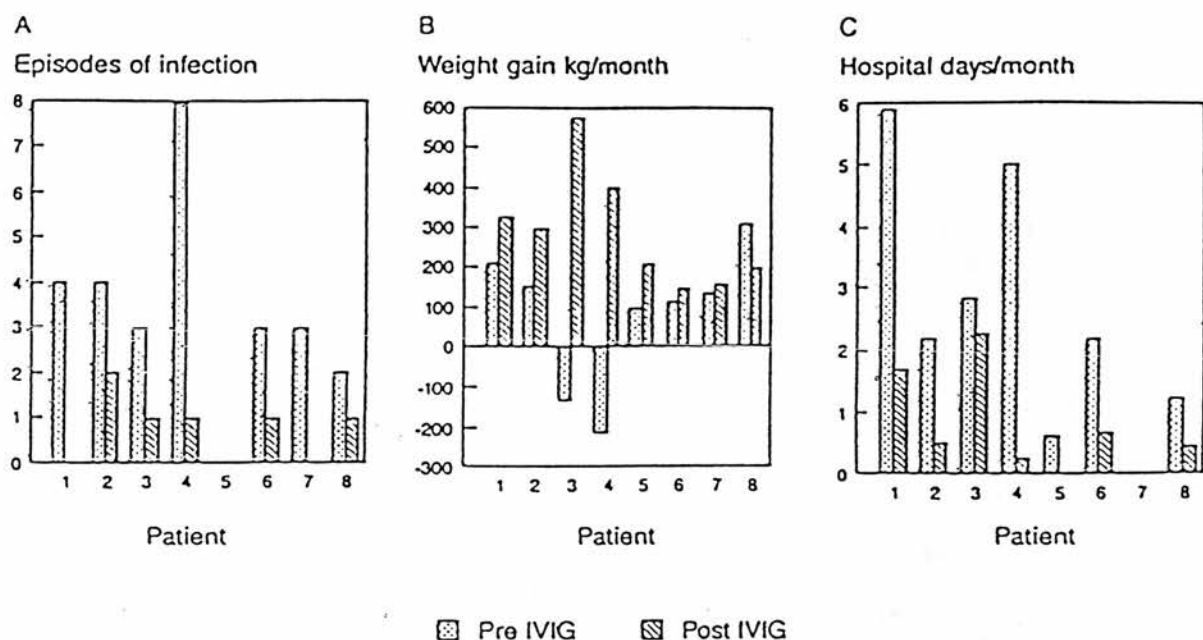 A
Episodes of infection
8
7
6
5
4
3
2
1
0
1 2 3 4 5 6 7 8
Patient
B
Weight gain kg/month
600
500
400
300
200
100
0
-100
-200
-300
1 2 3 4 5 6 7 8
Patient
C
Hospital days/month
6
5
4
3
2
1
0
1 2 3 4 5 6 7 8
Patient
Pre IVIG Post IVIG